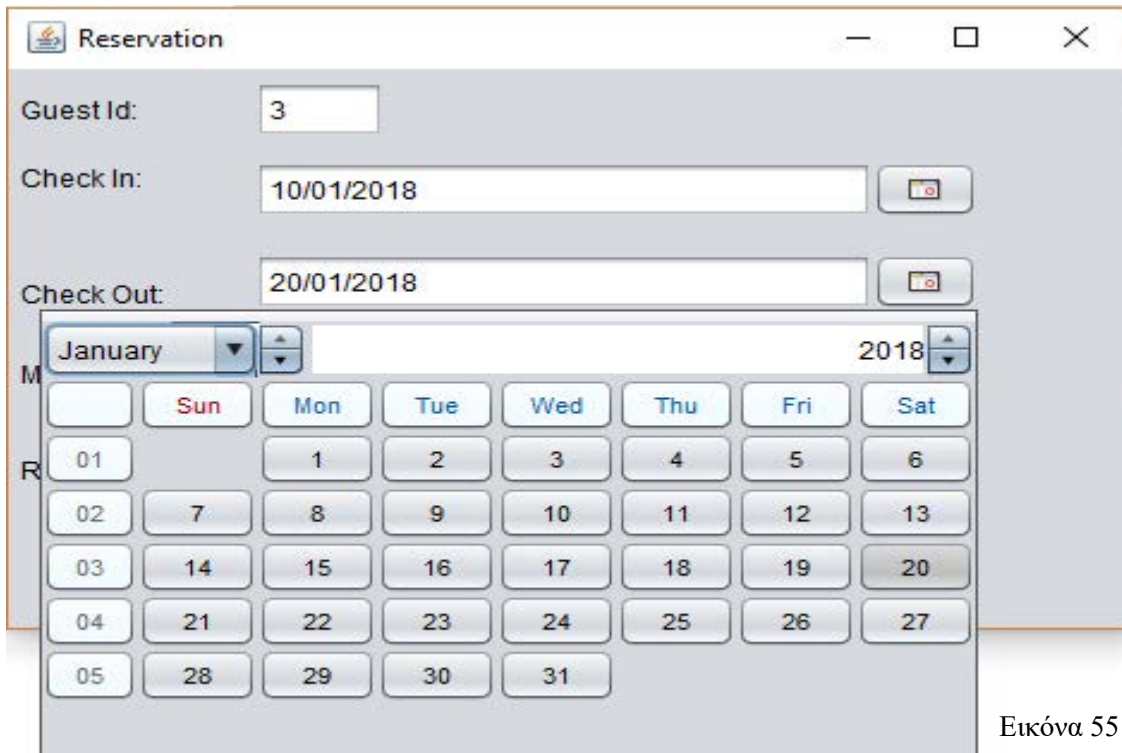 Reservation
Guest Id: 3
Check In: 10/01/2018
Check Out: 20/01/2018
January 2018
M
Sun Mon Tue Wed Thu Fri Sat
R
01 1 2 3 4 5 6
02 7 8 9 10 11 12 13
03 14 15 16 17 18 19 20
04 21 22 23 24 25 26 27
05 28 29 30 31
Εικόνα 55